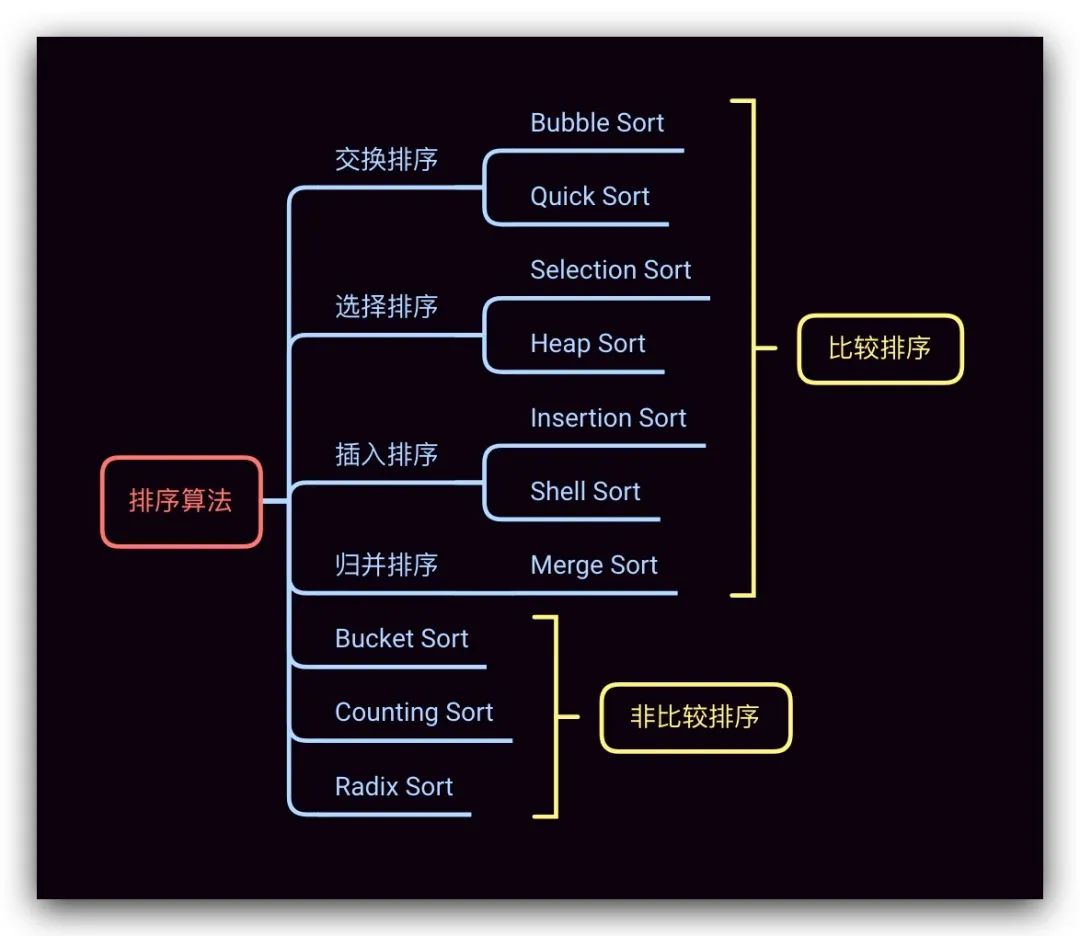 排序算法
交换排序
Bubble Sort
Quick Sort
选择排序
Selection Sort
Heap Sort
插入排序
Insertion Sort
Shell Sort
归并排序
Merge Sort
比较排序
Bucket Sort
Counting Sort
Radix Sort
非比较排序